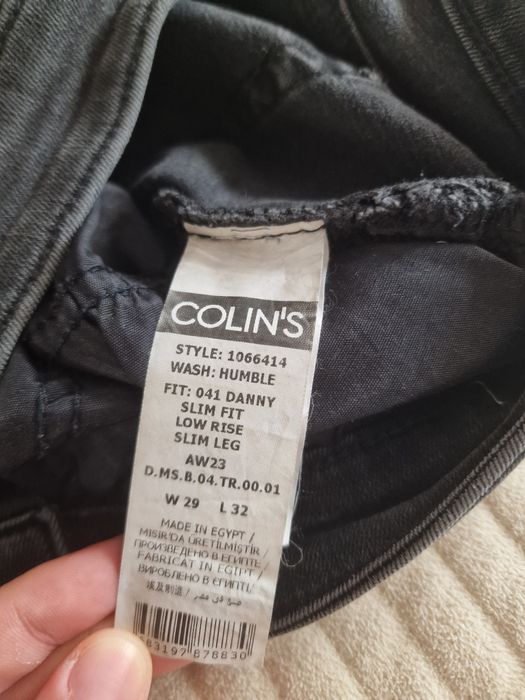 COLIN'S
STYLE: 1066414
WASH: HUMBLE
FIT: 041 DANNY
SLIM FIT
LOW RISE
SLIM LEG
AW23
D.MS.B.04.TR.00.01
W 29 L 32
MADE IN EGYPT /
MISIR'DA ÜRETİLMİŞTİR /
ПРОИЗВЕДЕНО В ЕГИПТЕ /
FABRICAT IN EGIPT /
ВИРОБЛЕНО В ЄГИПТІ /
埃及制造 / صنع في مصر
683197 878830